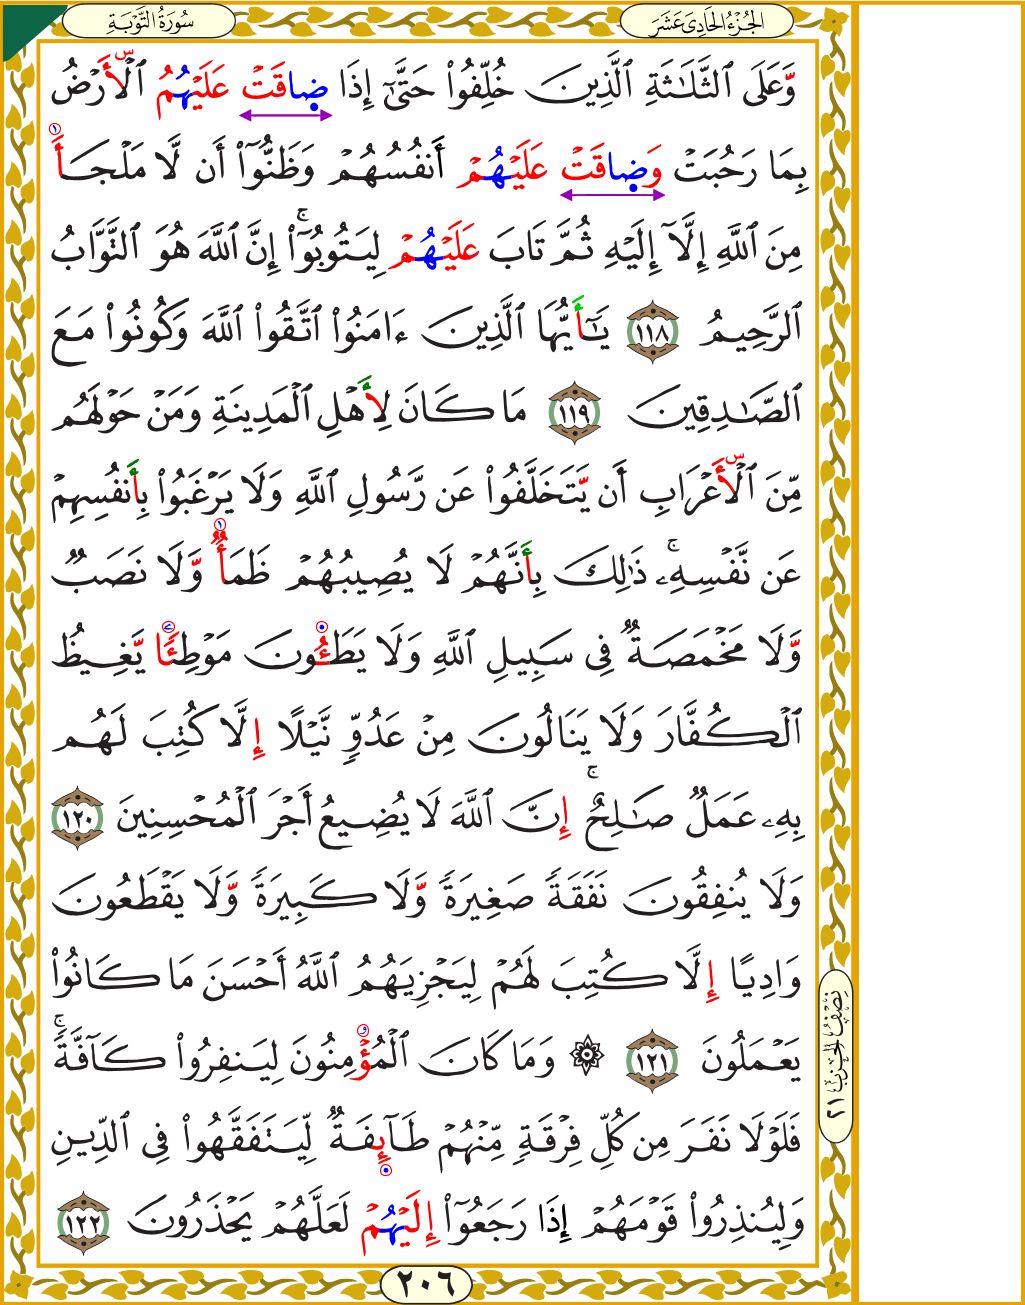 سُورَةُ التَّوْبَةِ
الجُزْءُ الحَادِي عَشَرَ
وَّعَلَى ٱلثَّلَٰثَةِ ٱلَّذِينَ خُلِّفُوا۟ حَتَّىٰٓ إِذَا ضَاقَتْ عَلَيْهُمُ ٱلْأَرْضُ
بِمَا رَحُبَتْ وَضَاقَتْ عَلَيْهُمْ أَنفُسُهُمْ وَظَنُّوٓا۟ أَن لَّا مَلْجَأَ
مِنَ ٱللَّهِ إِلَّآ إِلَيْهِ ثُمَّ تَابَ عَلَيْهُمْ لِيَتُوبُوٓا۟ ۚ إِنَّ ٱللَّهَ هُوَ ٱلتَّوَّابُ
ٱلرَّحِيمُ ١١٨ يَٰٓأَيُّهَا ٱلَّذِينَ ءَامَنُوا۟ ٱتَّقُوا۟ ٱللَّهَ وَكُونُوا۟ مَعَ
ٱلصَّٰدِقِينَ ١١٩ مَا كَانَ لِأَهْلِ ٱلْمَدِينَةِ وَمَنْ حَوْلَهُم
مِّنَ ٱلْأَعْرَابِ أَن يَّتَخَلَّفُوا۟ عَن رَّسُولِ ٱللَّهِ وَلَا يَرْغَبُوا۟ بِأَنفُسِهِمْ
عَن نَّفْسِهِۦ ۚ ذَٰلِكَ بِأَنَّهُمْ لَا يُصِيبُهُمْ ظَمَأٌ وَّلَا نَصَبٌ
وَّلَا مَخْمَصَةٌ فِى سَبِيلِ ٱللَّهِ وَلَا يَطَـُٔونَ مَوْطِئًا يَّغِيظُ
ٱلْكُفَّارَ وَلَا يَنَالُونَ مِنْ عَدُوٍّ نَّيْلًا إِلَّا كُتِبَ لَهُم
بِهِۦ عَمَلٌ صَٰلِحٌ ۚ إِنَّ ٱللَّهَ لَا يُضِيعُ أَجْرَ ٱلْمُحْسِنِينَ ١٢٠
وَلَا يُنفِقُونَ نَفَقَةً صَغِيرَةً وَّلَا كَبِيرَةً وَّلَا يَقْطَعُونَ
وَادِيًا إِلَّا كُتِبَ لَهُمْ لِيَجْزِيَهُمُ ٱللَّهُ أَحْسَنَ مَا كَانُوا۟
يَعْمَلُونَ ١٢١ ۞ وَمَا كَانَ ٱلْمُؤْمِنُونَ لِيَنفِرُوا۟ كَآفَّةً ۚ
فَلَوْلَا نَفَرَ مِن كُلِّ فِرْقَةٍ مِّنْهُمْ طَآئِفَةٌ لِّيَتَفَقَّهُوا۟ فِى ٱلدِّينِ
وَلِيُنذِرُوا۟ قَوْمَهُمْ إِذَا رَجَعُوٓا۟ إِلَيْهُمْ لَعَلَّهُمْ يَحْذَرُونَ ١٢٢
نِصْفُ الْحِزْبِ ٢١
٢٠٦